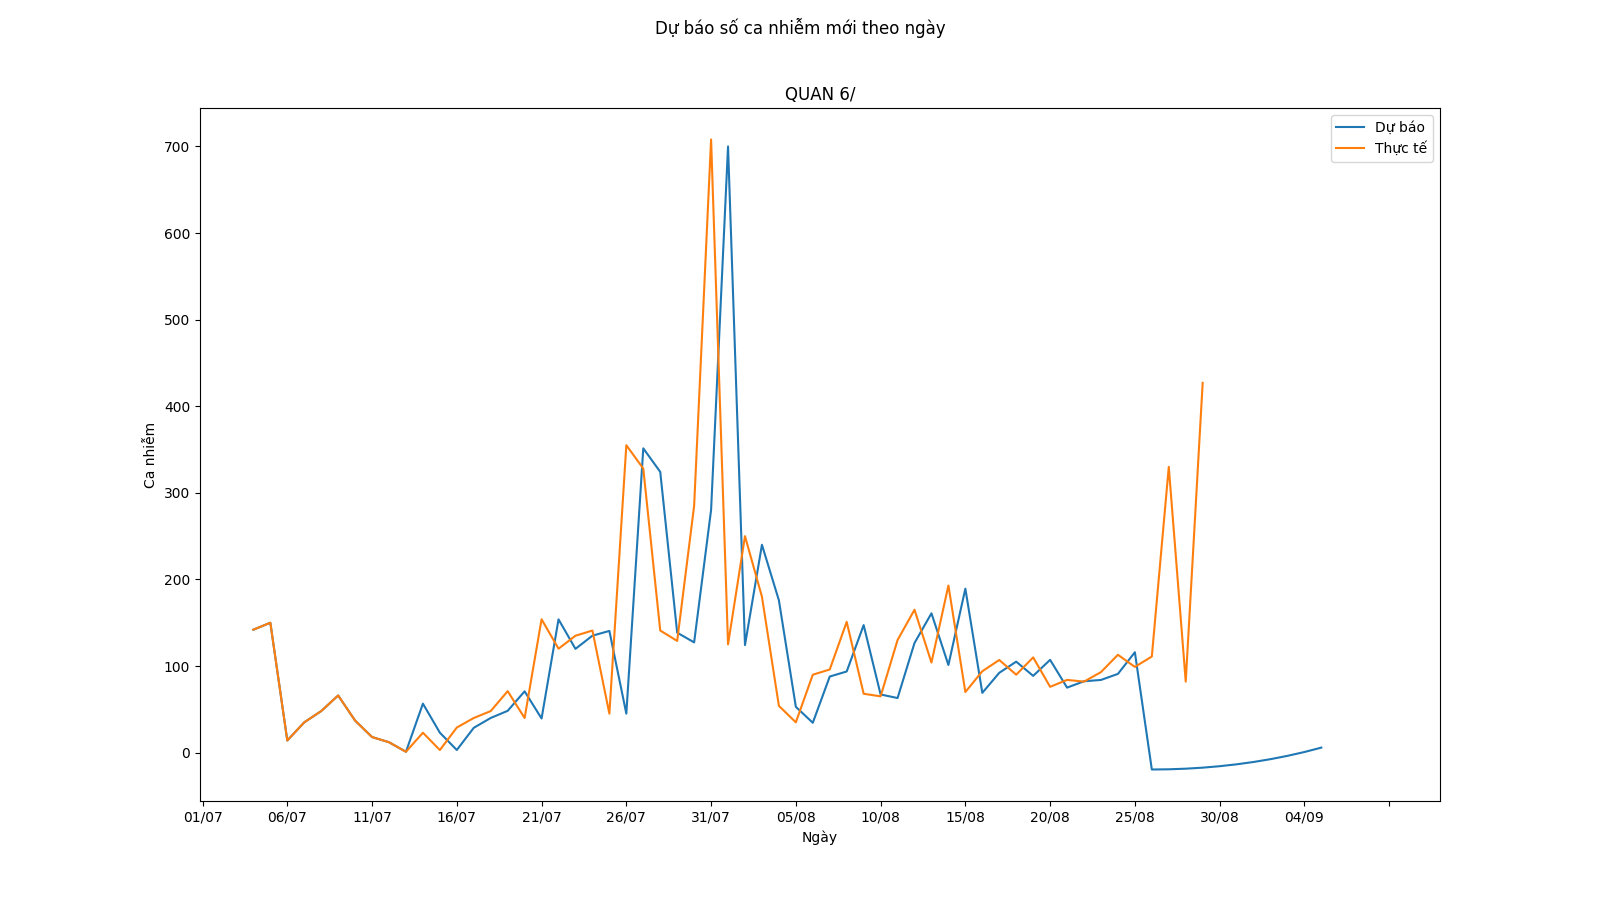 Dự báo số ca nhiễm mới theo ngày
QUAN 6/
Dự báo
Thực tế
700
600
500
400
300
200
100
0
Ca nhiễm
01/07 06/07 11/07 16/07 21/07 26/07 31/07 05/08 10/08 15/08 20/08 25/08 30/08 04/09
Ngày